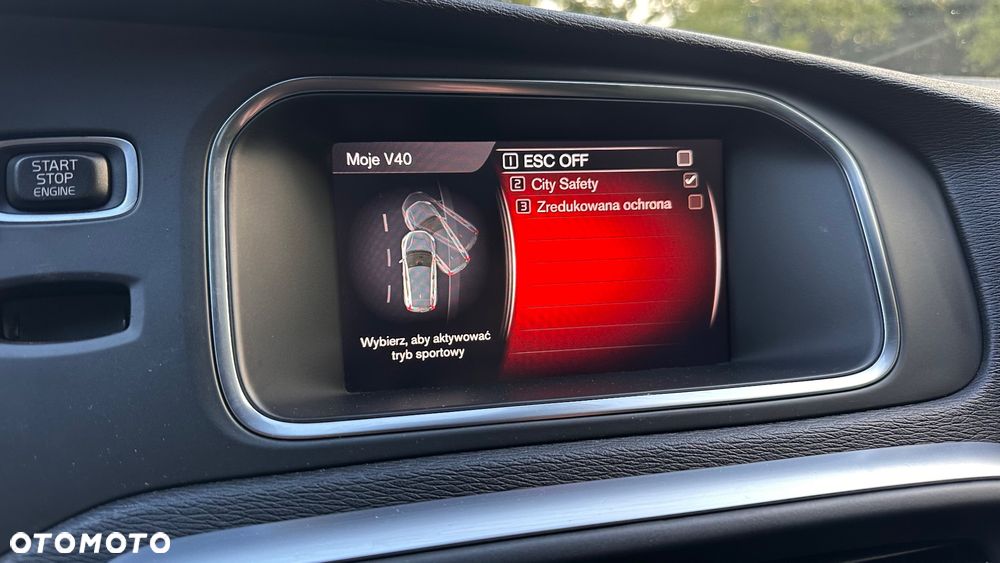 START
STOP
ENGINE
Moje V40
1 ESC OFF
2 City Safety
3 Zredukowana ochrona
Wybierz, aby aktywować
tryb sportowy
OTOMOTO